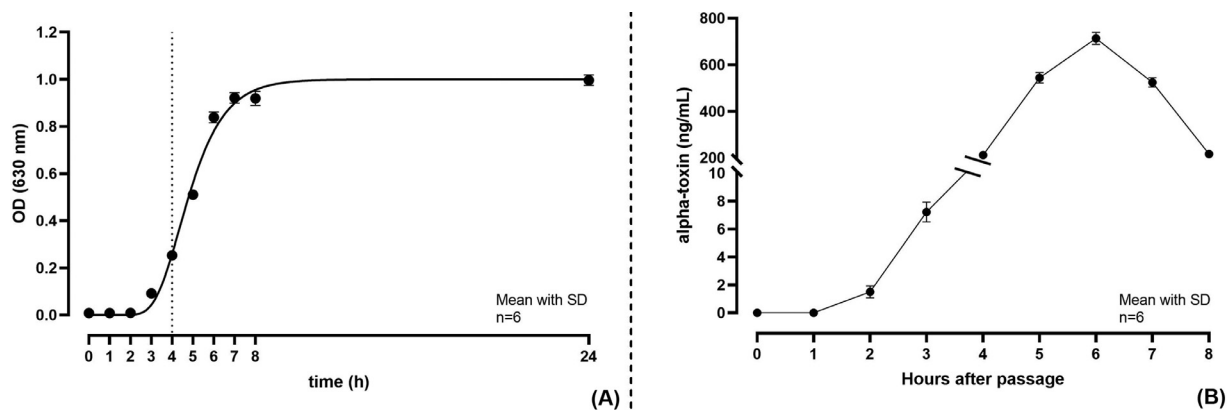 1.2
1.0
0.8
0.6
0.4
0.2
0.0
OD (630 nm)
Mean with SD
n=6
0 1 2 3 4 5 6 7 8 24
time (h)
(A)
800
600
400
200
10
8
6
4
2
0
alpha-toxin (ng/mL)
Mean with SD
n=6
0 1 2 3 4 5 6 7 8
Hours after passage
(B)